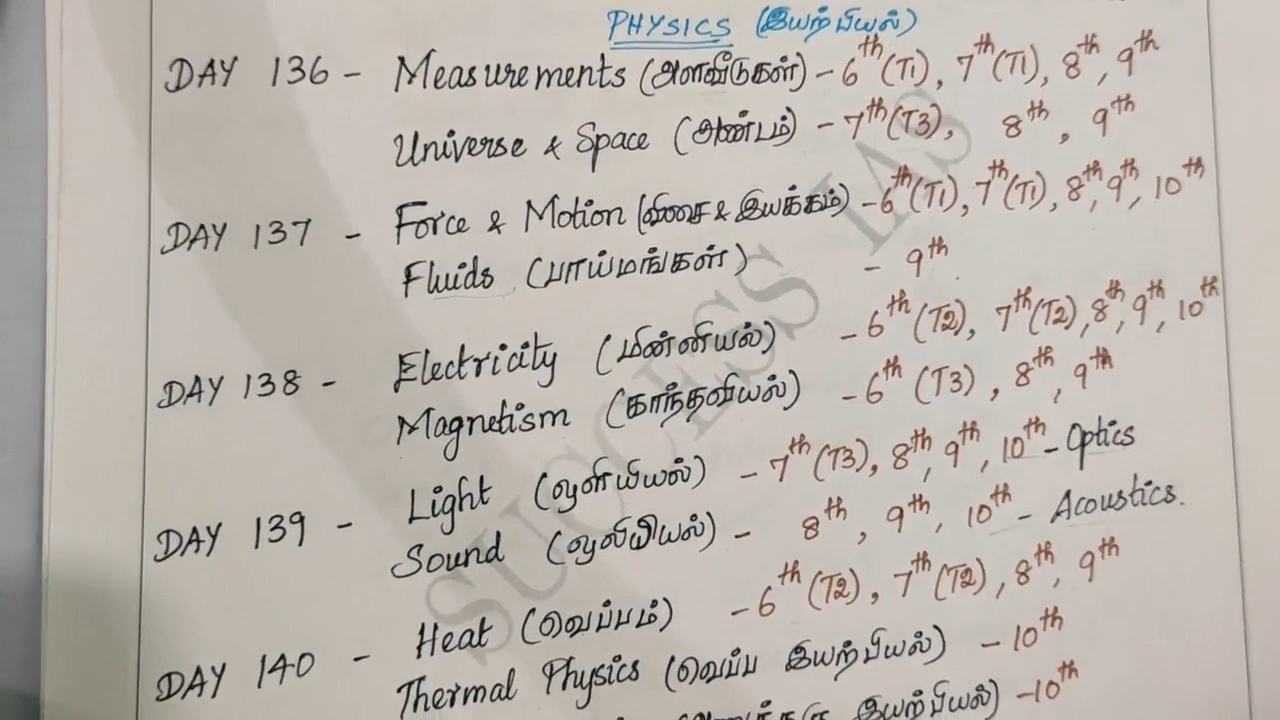 PHYSICS (இயற்பியல்)
DAY 136 - Measurements (அளவீடுகள்) - 6th (T1), 7th (T1), 8th, 9th
Universe & Space (அண்டம்) - 7th (T3), 8th, 9th
DAY 137 - Force & Motion (விசை & இயக்கம்) - 6th (T1), 7th (T1), 8th, 9th, 10th
Fluids (பாய்மங்கள்) - 9th
DAY 138 - Electricity (மின்னியல்) - 6th (T2), 7th (T2), 8th, 9th, 10th
Magnetism (காந்தவியல்) - 6th (T3), 8th, 9th
DAY 139 - Light (ஒளியியல்) - 7th (T3), 8th, 9th, 10th - Optics
Sound (ஒலியியல்) - 8th, 9th, 10th - Acoustics.
DAY 140 - Heat (வெப்பம்) - 6th (T2), 7th (T2), 8th, 9th
Thermal Physics (வெப்ப இயற்பியல்) - 10th
இயற்பியல்) - 10th
SUCCESS IAS